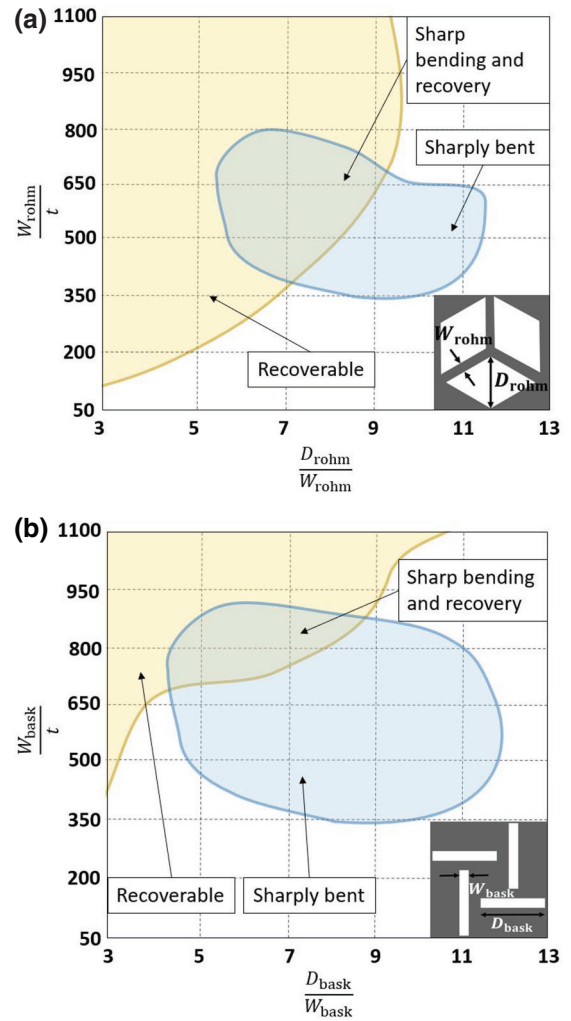 (a)
1100
950
800
650
500
350
200
50
W_rohm
t
Sharp
bending and
recovery
Sharply bent
Recoverable
W_rohm
D_rohm
3
5
7
9
11
13
D_rohm
W_rohm
(b)
1100
950
800
650
500
350
200
50
W_bask
t
Sharp bending
and recovery
Recoverable
Sharply bent
W_bask
D_bask
3
5
7
9
11
13
D_bask
W_bask